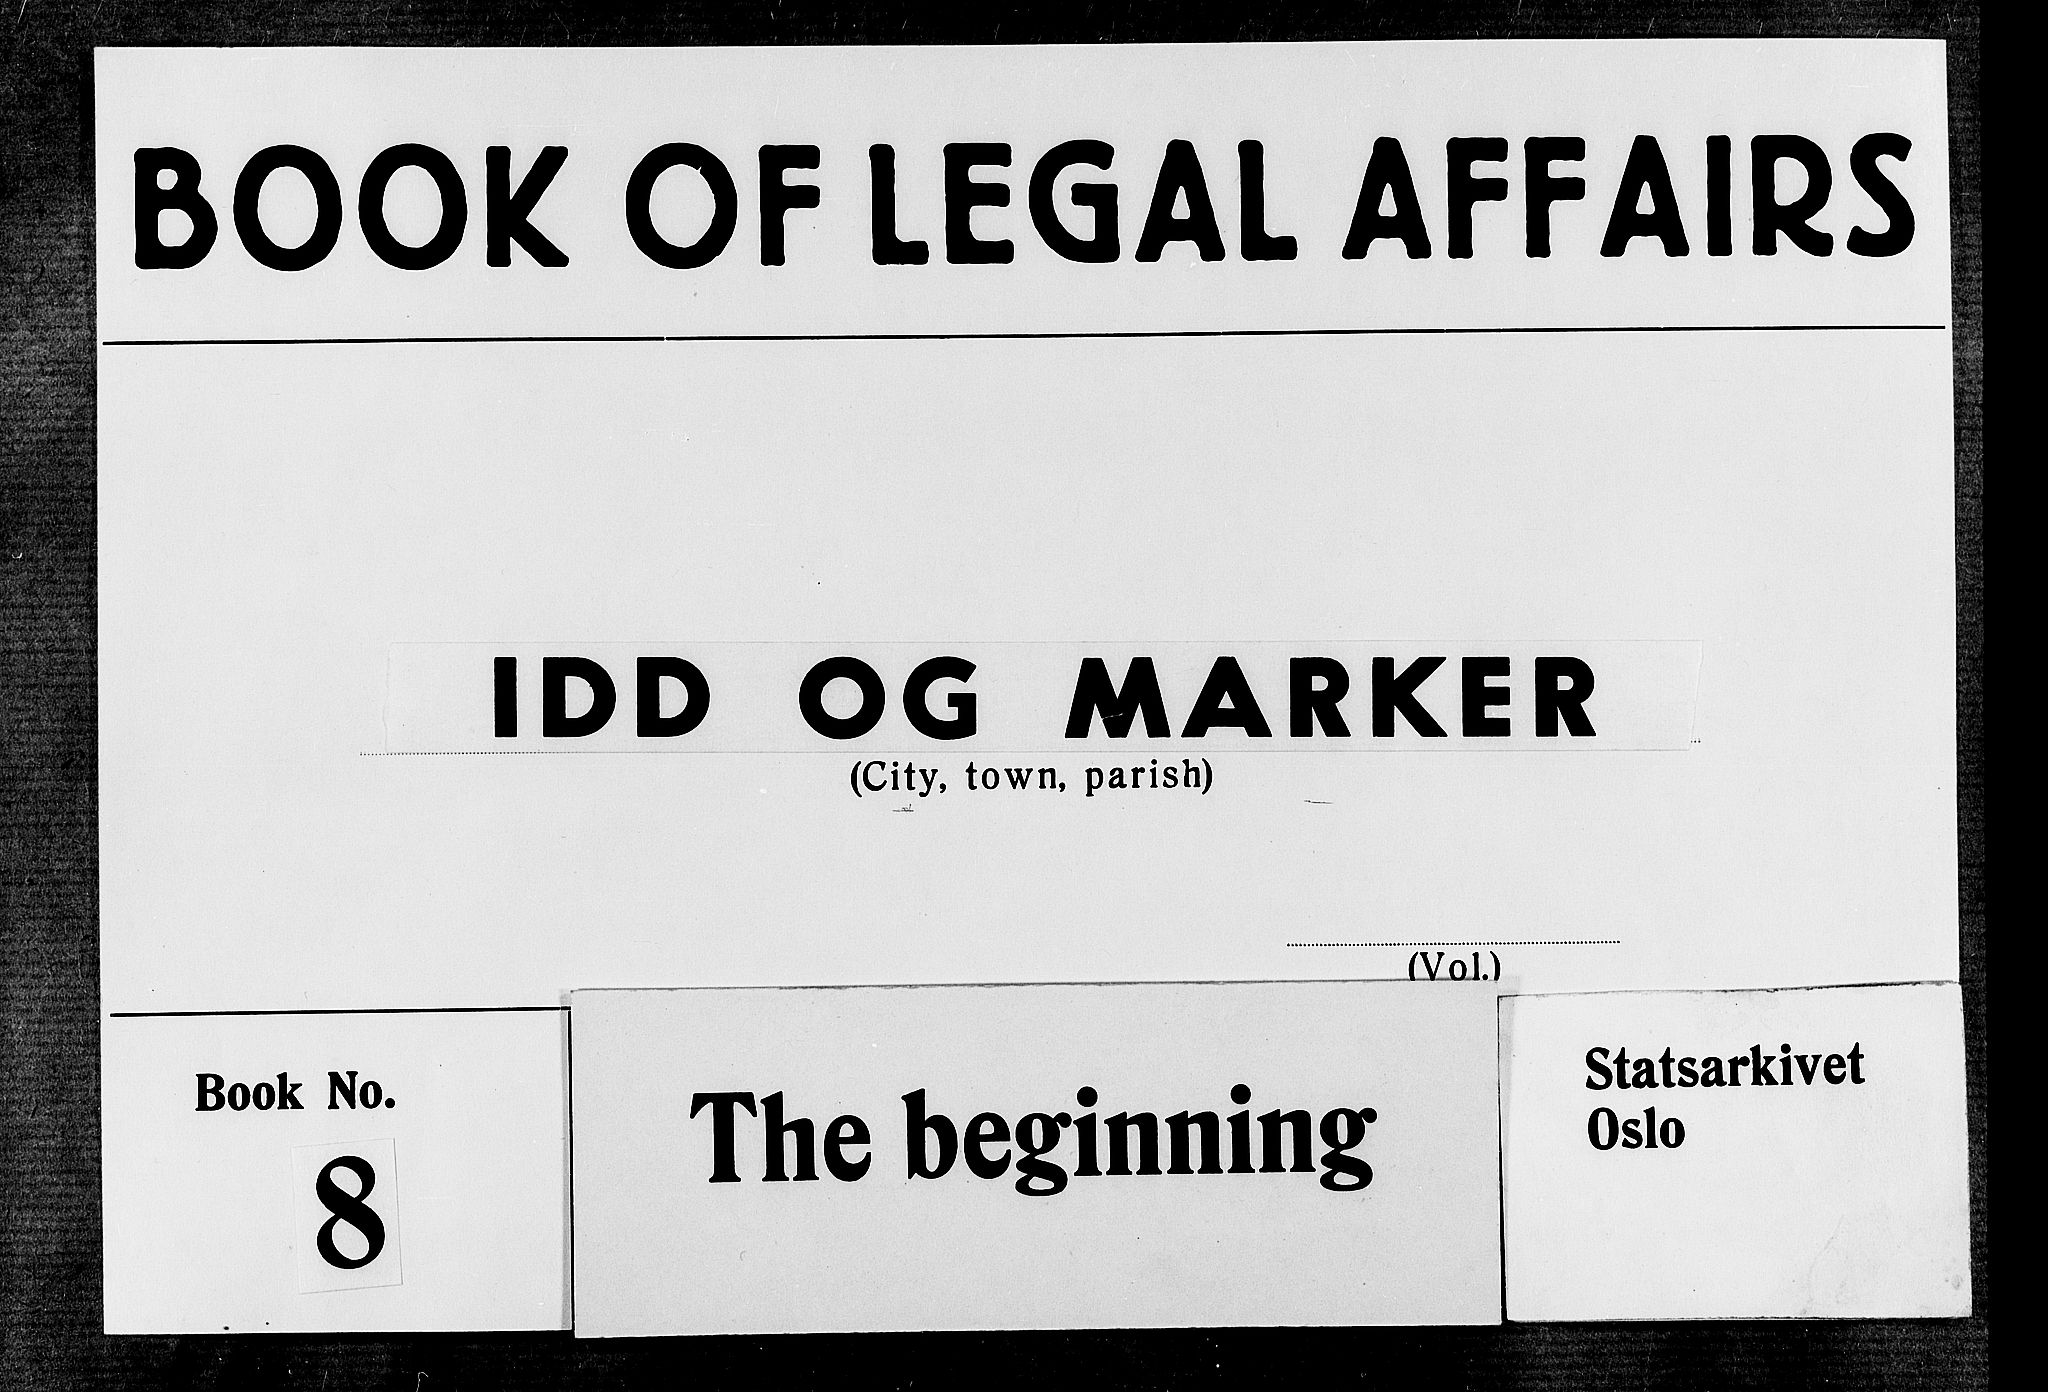 BOOK OF LEGAL AFFAIRS
IDD OG MARKER
(City, town, parish)
(Vol.)
Book No.
8
The beginning
Statsarkivet
Oslo